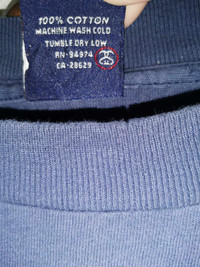 100% COTTON
MACHINE WASH COLD
TUMBLE DRY LOW
RN-94974
CA-28629